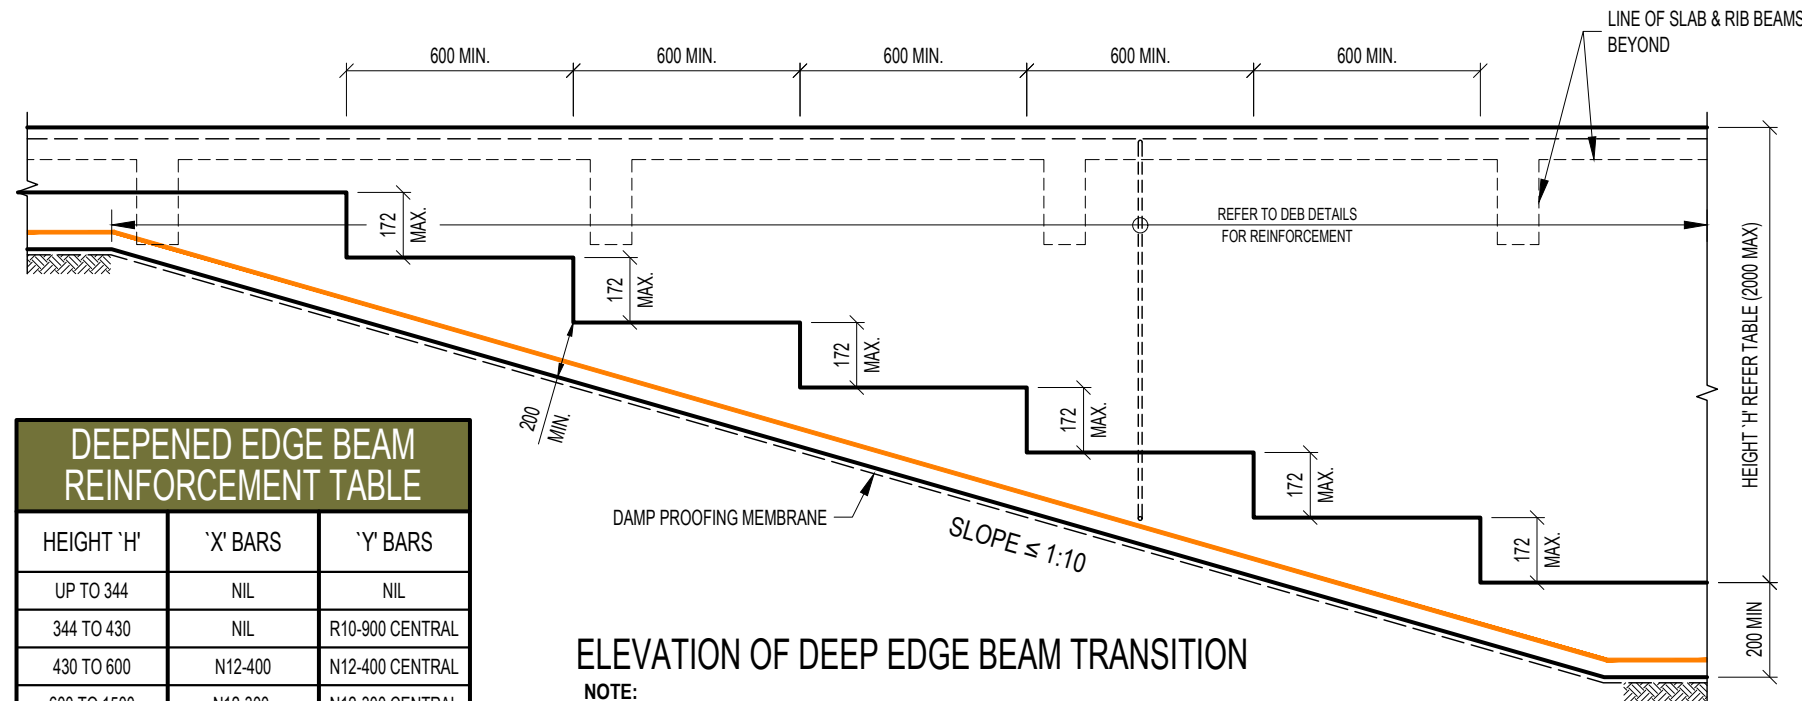 LINE OF SLAB & RIB BEAMS
BEYOND
600 MIN.
600 MIN.
600 MIN.
600 MIN.
600 MIN.
172 MAX.
172 MAX.
172 MAX.
172 MAX.
172 MAX.
172 MAX.
REFER TO DEB DETAILS
FOR REINFORCEMENT
HEIGHT `H' REFER TABLE (2000 MAX)
200 MIN
200 MIN.
DAMP PROOFING MEMBRANE
SLOPE ≤ 1:10
DEEPENED EDGE BEAM
REINFORCEMENT TABLE
HEIGHT `H' `X' BARS `Y' BARS
UP TO 344 NIL NIL
344 TO 430 NIL R10-900 CENTRAL
430 TO 600 N12-400 N12-400 CENTRAL
ELEVATION OF DEEP EDGE BEAM TRANSITION
NOTE: